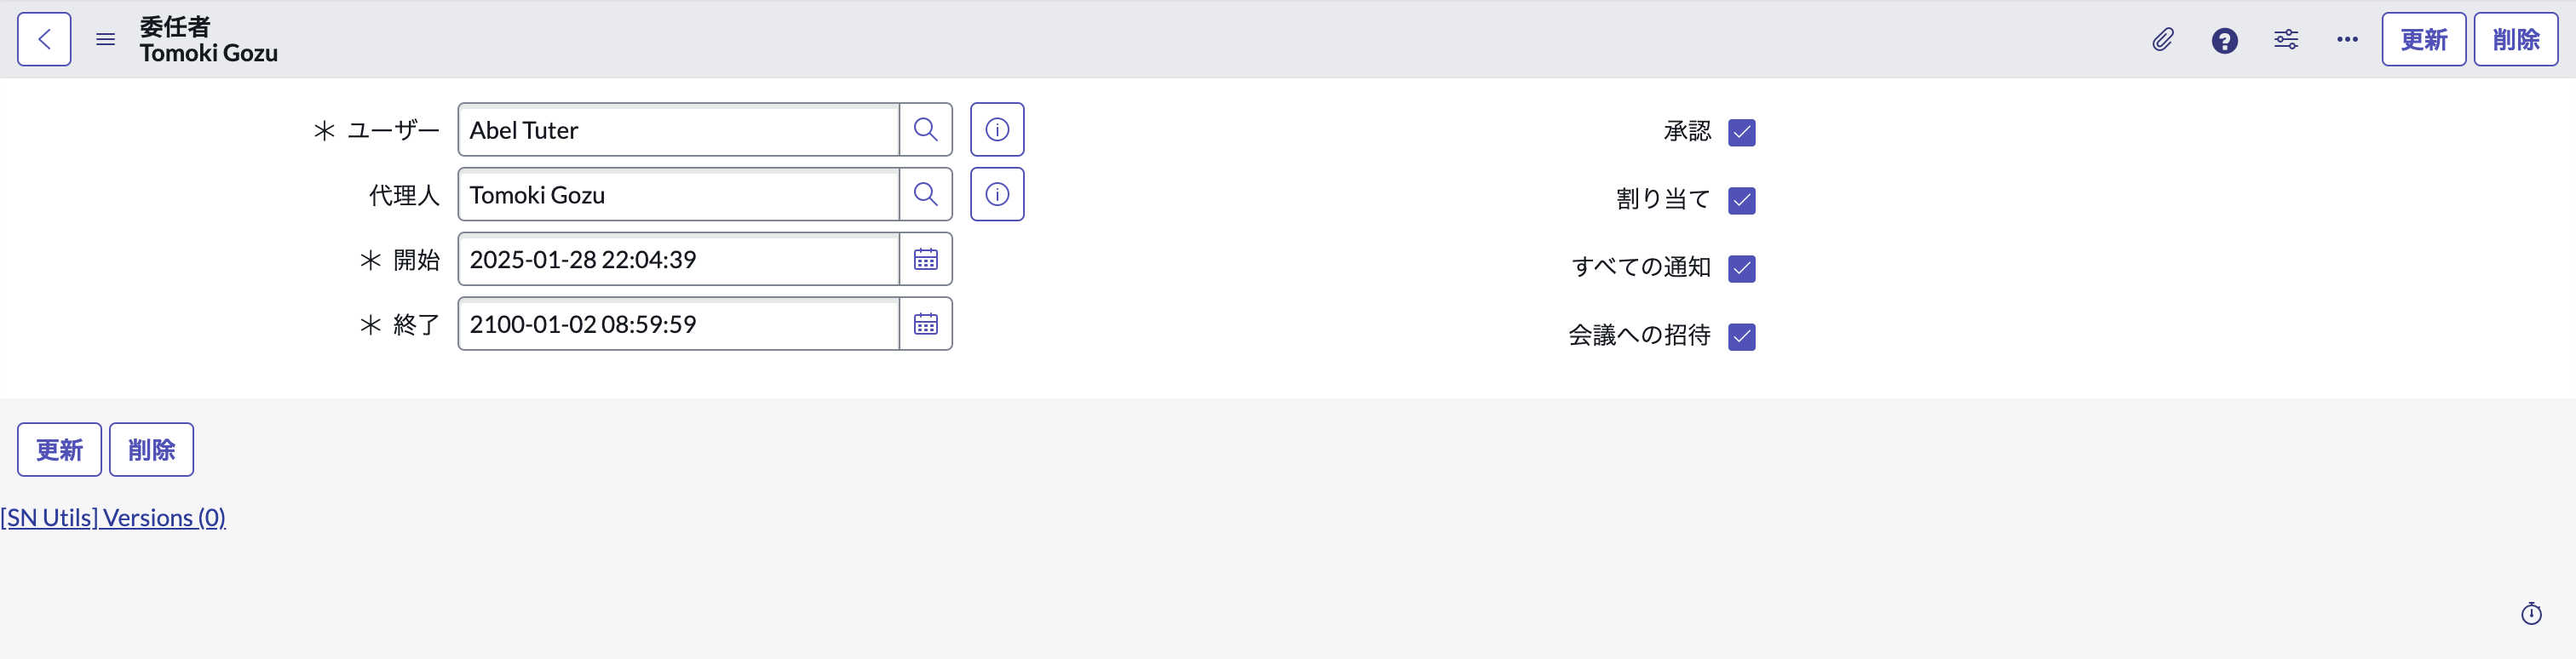 委任者
Tomoki Gozu
更新 削除
＊ ユーザー Abel Tuter
代理人 Tomoki Gozu
＊ 開始 2025-01-28 22:04:39
＊ 終了 2100-01-02 08:59:59
承認
割り当て
すべての通知
会議への招待
更新 削除
[SN Utils] Versions (0)